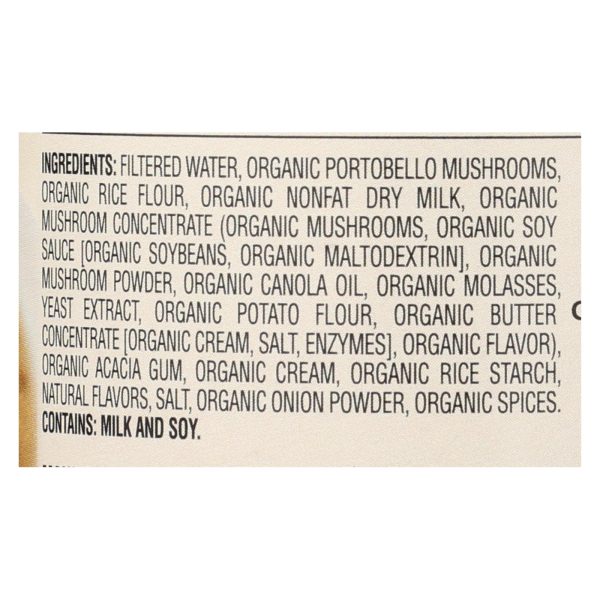 INGREDIENTS: FILTERED WATER, ORGANIC PORTOBELLO MUSHROOMS,
ORGANIC RICE FLOUR, ORGANIC NONFAT DRY MILK, ORGANIC
MUSHROOM CONCENTRATE (ORGANIC MUSHROOMS, ORGANIC SOY
SAUCE [ORGANIC SOYBEANS, ORGANIC MALTODEXTRIN], ORGANIC
MUSHROOM POWDER, ORGANIC CANOLA OIL, ORGANIC MOLASSES,
YEAST EXTRACT, ORGANIC POTATO FLOUR, ORGANIC BUTTER
CONCENTRATE [ORGANIC CREAM, SALT, ENZYMES], ORGANIC FLAVOR),
ORGANIC ACACIA GUM, ORGANIC CREAM, ORGANIC RICE STARCH,
NATURAL FLAVORS, SALT, ORGANIC ONION POWDER, ORGANIC SPICES.
CONTAINS: MILK AND SOY.